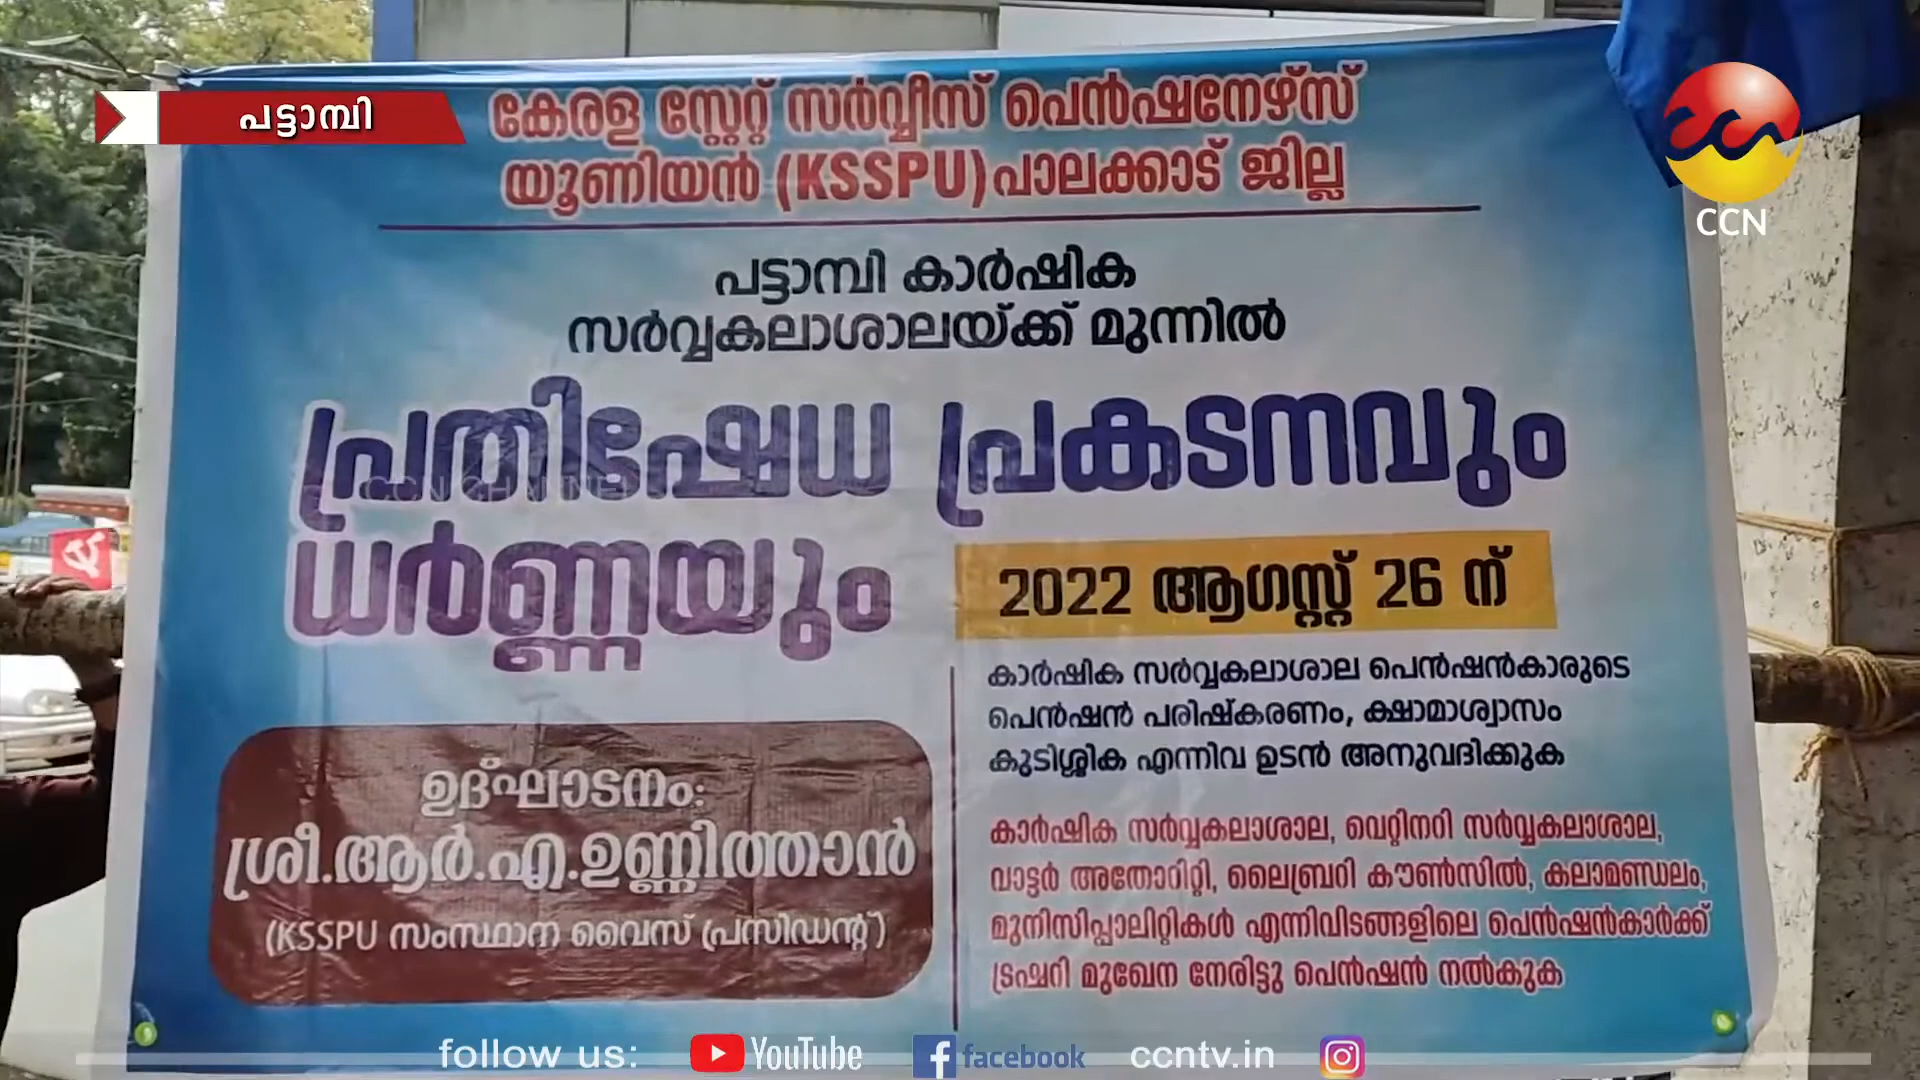 പട്ടാമ്പി
CCN
കേരള സ്റ്റേറ്റ് സർവ്വീസ് പെൻഷനേഴ്സ്
യൂണിയൻ (KSSPU) പാലക്കാട് ജില്ല
പട്ടാമ്പി കാർഷിക
സർവ്വകലാശാലയ്ക്ക് മുന്നിൽ
പ്രതിഷേധ പ്രകടനവും
ധർണ്ണയും
2022 ആഗസ്റ്റ് 26 ന്
കാർഷിക സർവ്വകലാശാല പെൻഷൻകാരുടെ
പെൻഷൻ പരിഷ്കരണം, ക്ഷാമാശ്വാസം
കുടിശ്ശിക എന്നിവ ഉടൻ അനുവദിക്കുക
ഉദ്ഘാടനം:
ശ്രീ.ആർ.എ.ഉണ്ണിത്താൻ
(KSSPU സംസ്ഥാന വൈസ് പ്രസിഡന്റ്)
കാർഷിക സർവ്വകലാശാല, വെറ്റിനറി സർവ്വകലാശാല,
വാട്ടർ അതോറിറ്റി, ലൈബ്രറി കൗൺസിൽ, കലാമണ്ഡലം,
മുനിസിപ്പാലിറ്റികൾ എന്നിവിടങ്ങളിലെ പെൻഷൻകാർക്ക്
ട്രഷറി മുഖേന നേരിട്ടു പെൻഷൻ നൽകുക
CCN CHANNEL
follow us: YouTube facebook ccntv.in